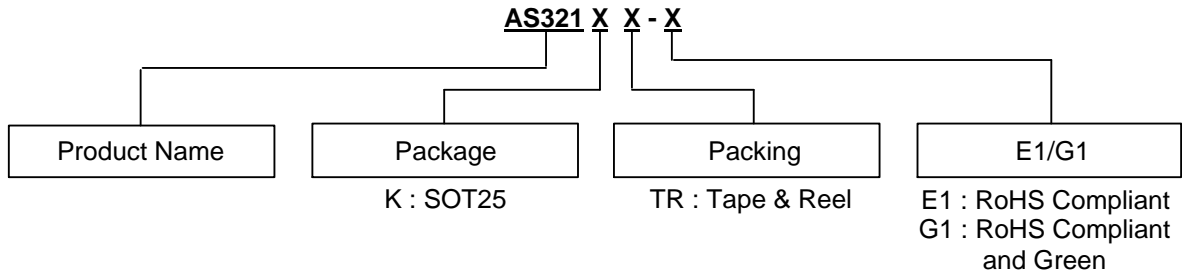 AS321 X X - X
Product Name
Package
Packing
E1/G1
K : SOT25
TR : Tape & Reel
E1 : RoHS Compliant
G1 : RoHS Compliant
and Green